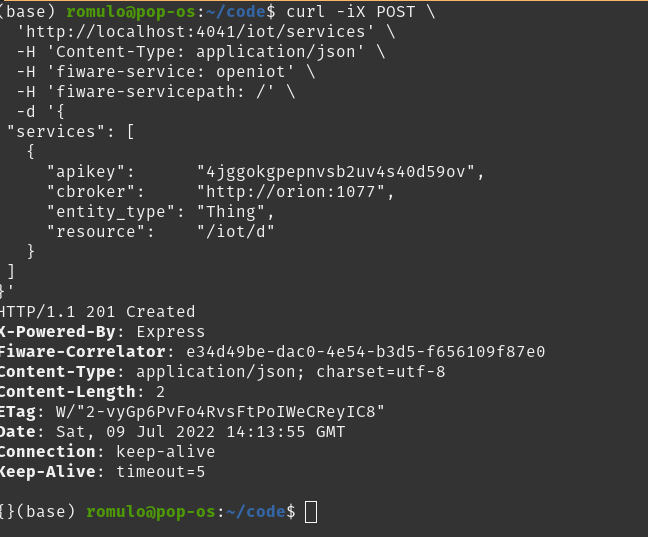 (base) romulo@pop-os:~/code$ curl -iX POST \
  'http://localhost:4041/iot/services' \
  -H 'Content-Type: application/json' \
  -H 'fiware-service: openiot' \
  -H 'fiware-servicepath: /' \
  -d '{
 "services": [
   {
     "apikey":      "4jggokgpepnvsb2uv4s40d59ov",
     "cbroker":     "http://orion:1077",
     "entity_type": "Thing",
     "resource":    "/iot/d"
   }
 ]
}'
HTTP/1.1 201 Created
X-Powered-By: Express
Fiware-Correlator: e34d49be-dac0-4e54-b3d5-f656109f87e0
Content-Type: application/json; charset=utf-8
Content-Length: 2
ETag: W/"2-vyGp6PvFo4RvsFtPoIWeCReyIC8"
Date: Sat, 09 Jul 2022 14:13:55 GMT
Connection: keep-alive
Keep-Alive: timeout=5

{}(base) romulo@pop-os:~/code$